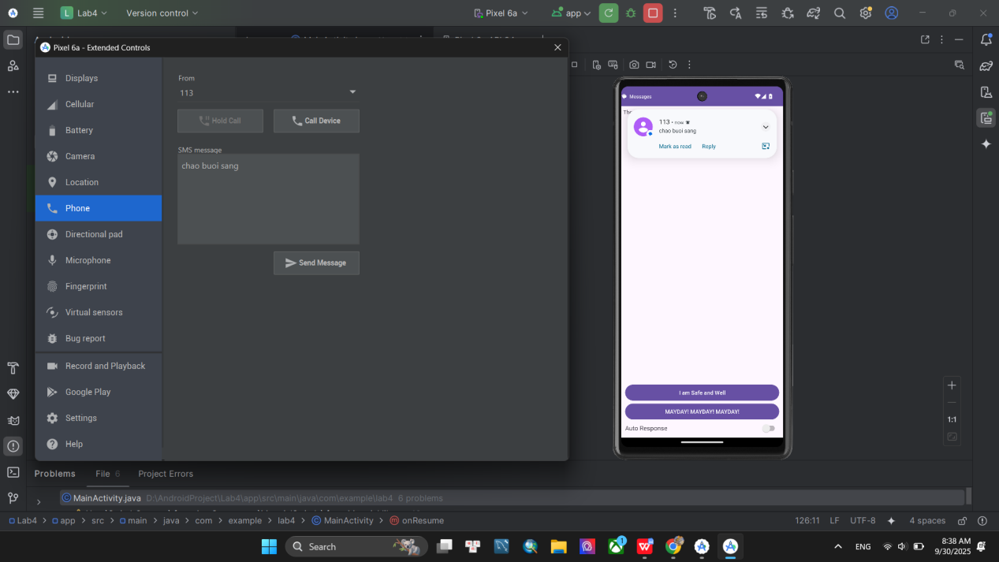 L Lab4 Version control Pixel 6a app
Pixel 6a - Extended Controls
Displays
Cellular
Battery
Camera
Location
Phone
Directional pad
Microphone
Fingerprint
Virtual sensors
Bug report
Record and Playback
Google Play
Settings
Help
From
113
Hold Call Call Device
SMS message
chao buoi sang
Send Message
Messages
113 • now
chao buoi sang
Mark as read Reply
I am Safe and Well
MAYDAY! MAYDAY! MAYDAY!
Auto Response
1:1
Problems File 6 Project Errors
MainActivity.java D:\AndroidProject\Lab4\app\src\main\java\com\example\lab4 6 problems
Lab4 app src main java com example lab4 MainActivity onResume 126:11 LF UTF-8 4 spaces
Search 1 ENG 8:38 AM
9/30/2025